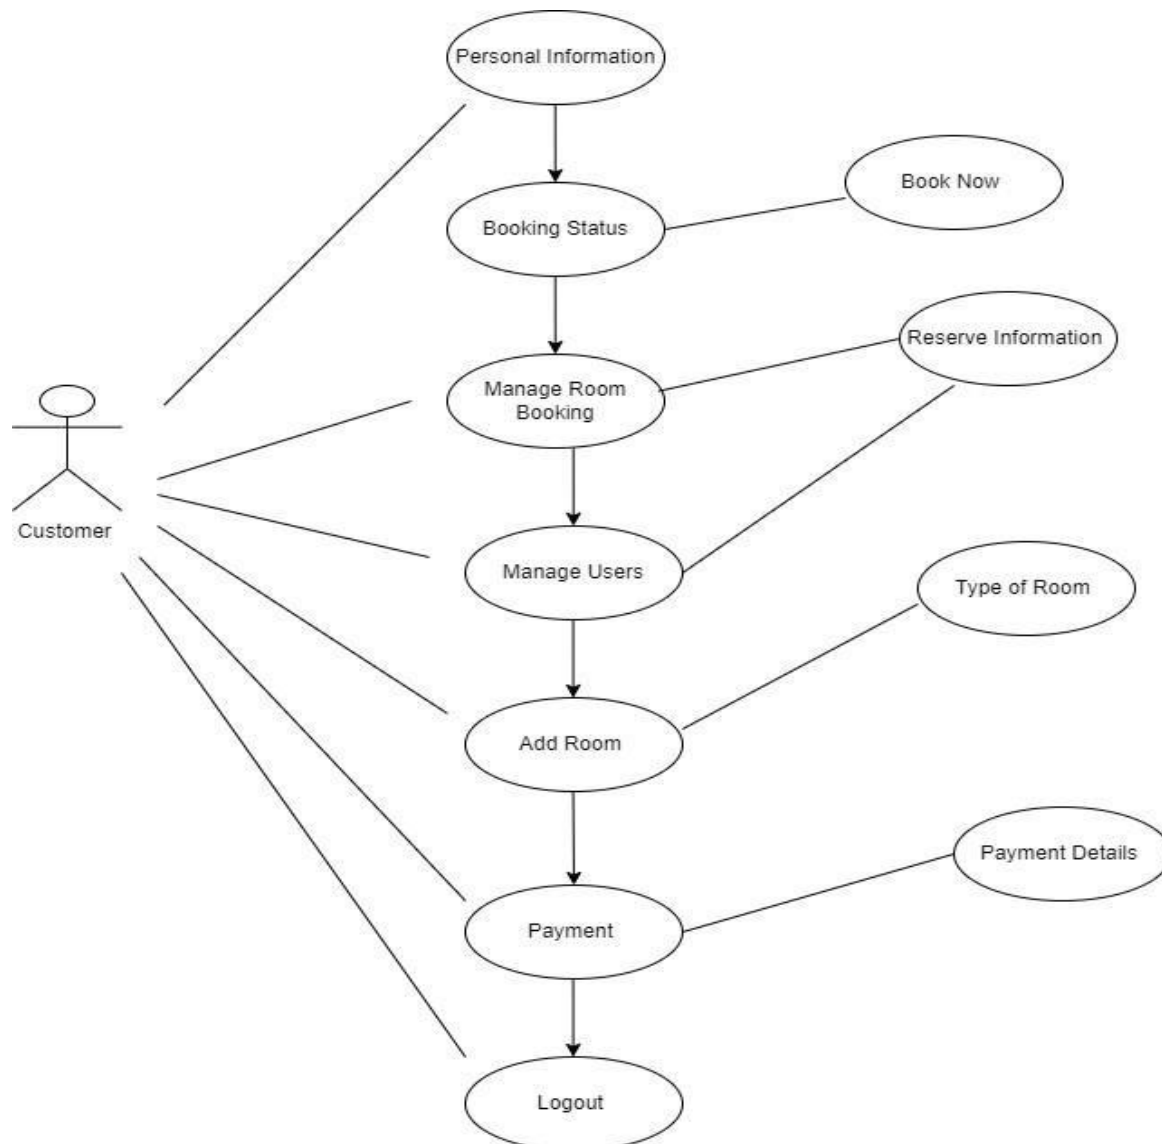 Personal Information
Book Now
Booking Status
Reserve Information
Manage Room
Booking
Customer
Manage Users
Type of Room
Add Room
Payment Details
Payment
Logout